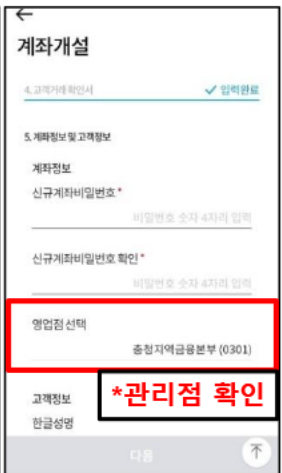 계좌개설
4. 고객거래확인서
입력완료
5. 계좌정보 및 고객정보
계좌정보
신규계좌비밀번호*
비밀번호 숫자 4자리 입력
신규계좌비밀번호 확인*
비밀번호 숫자 4자리 입력
영업점 선택
충청지역금융본부 (0301)
고객정보
*관리점 확인
한글성명
다음